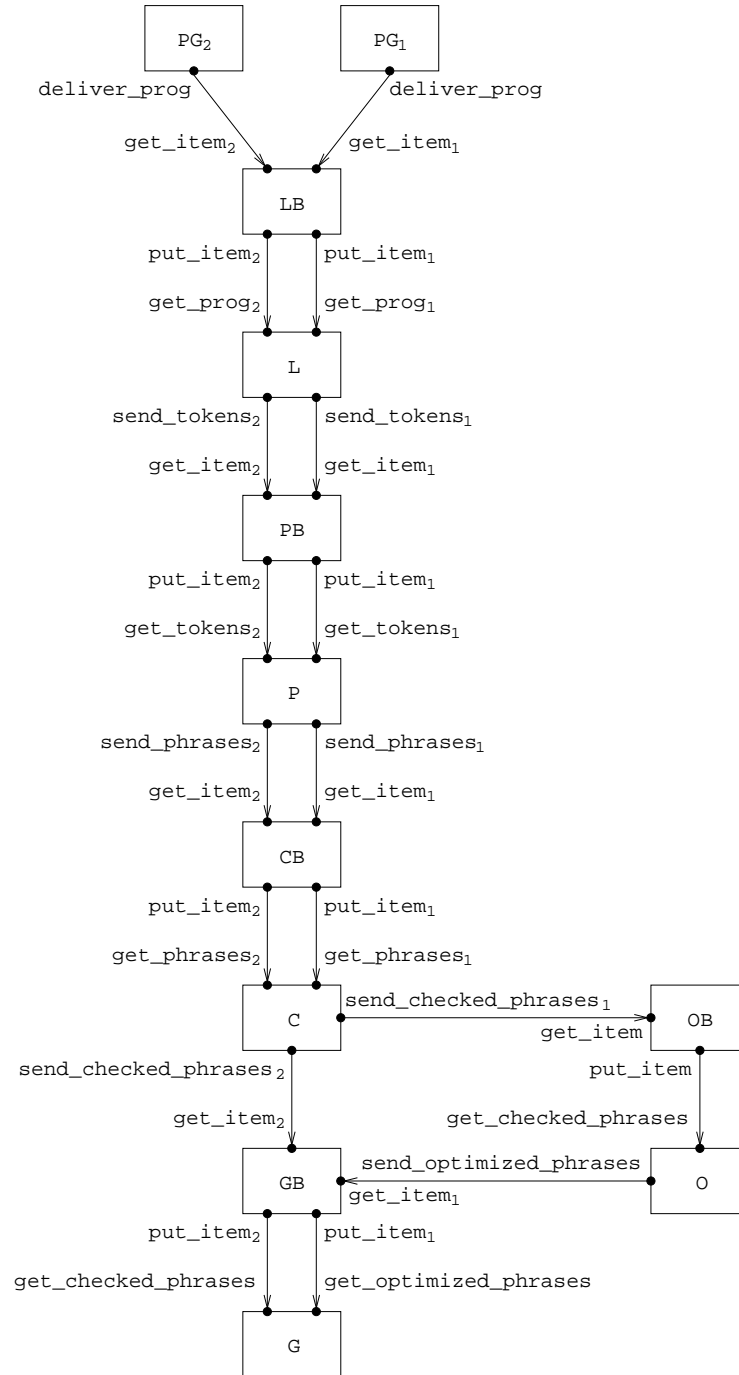 PG₂ PG₁
deliver_prog deliver_prog
get_item₂ get_item₁
LB
put_item₂ put_item₁
get_prog₂ get_prog₁
L
send_tokens₂ send_tokens₁
get_item₂ get_item₁
PB
put_item₂ put_item₁
get_tokens₂ get_tokens₁
P
send_phrases₂ send_phrases₁
get_item₂ get_item₁
CB
put_item₂ put_item₁
get_phrases₂ get_phrases₁
send_checked_phrases₁
C OB
get_item
send_checked_phrases₂ put_item
get_item₂ get_checked_phrases
send_optimized_phrases
GB O
get_item₁
put_item₂ put_item₁
get_checked_phrases get_optimized_phrases
G